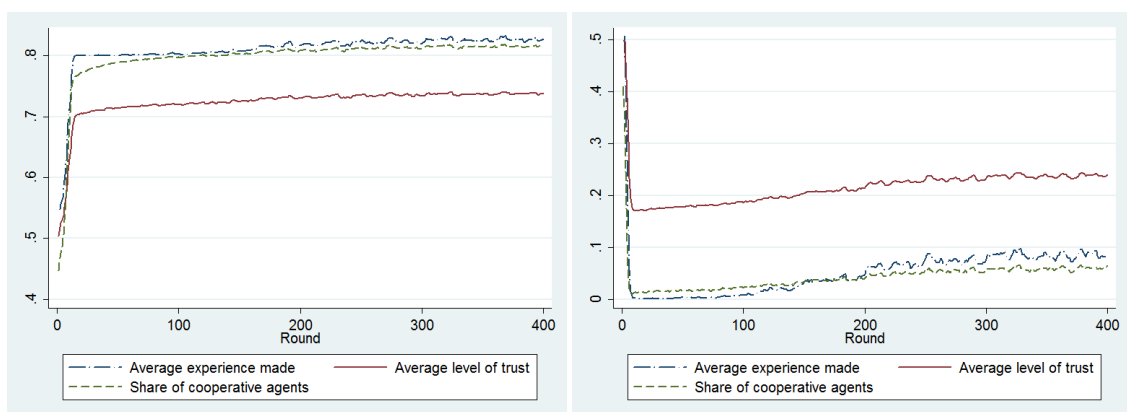 .8
.7
.6
.5
.4
0 100 200 300 400
Round
Average experience made Average level of trust
Share of cooperative agents
.5
.4
.3
.2
.1
0
0 100 200 300 400
Round
Average experience made Average level of trust
Share of cooperative agents